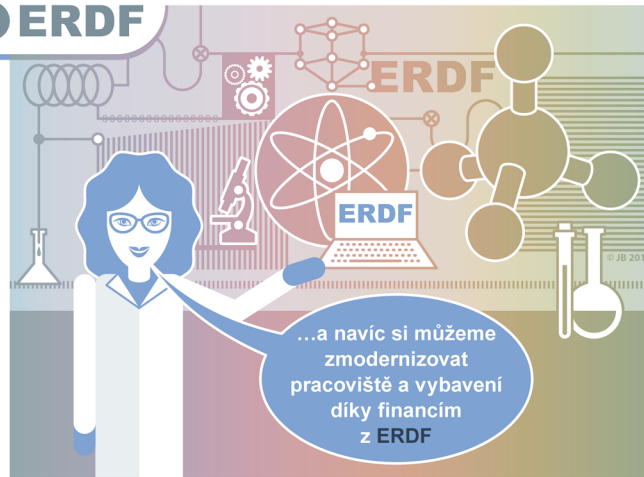 ERDF
ERDF
ERDF
© JB 201
…a navíc si můžeme
zmodernizovat
pracoviště a vybavení
díky financím
z ERDF